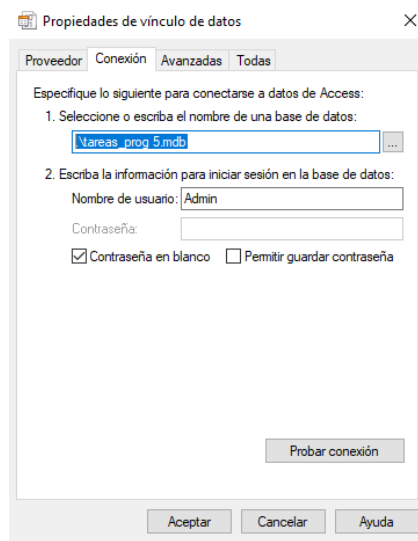 Propiedades de vínculo de datos
Proveedor Conexión Avanzadas Todas
Especifique lo siguiente para conectarse a datos de Access:
1. Seleccione o escriba el nombre de una base de datos:
.\tareas_prog 5.mdb ...
2. Escriba la información para iniciar sesión en la base de datos:
Nombre de usuario: Admin
Contraseña:
Contraseña en blanco Permitir guardar contraseña
Probar conexión
Aceptar Cancelar Ayuda